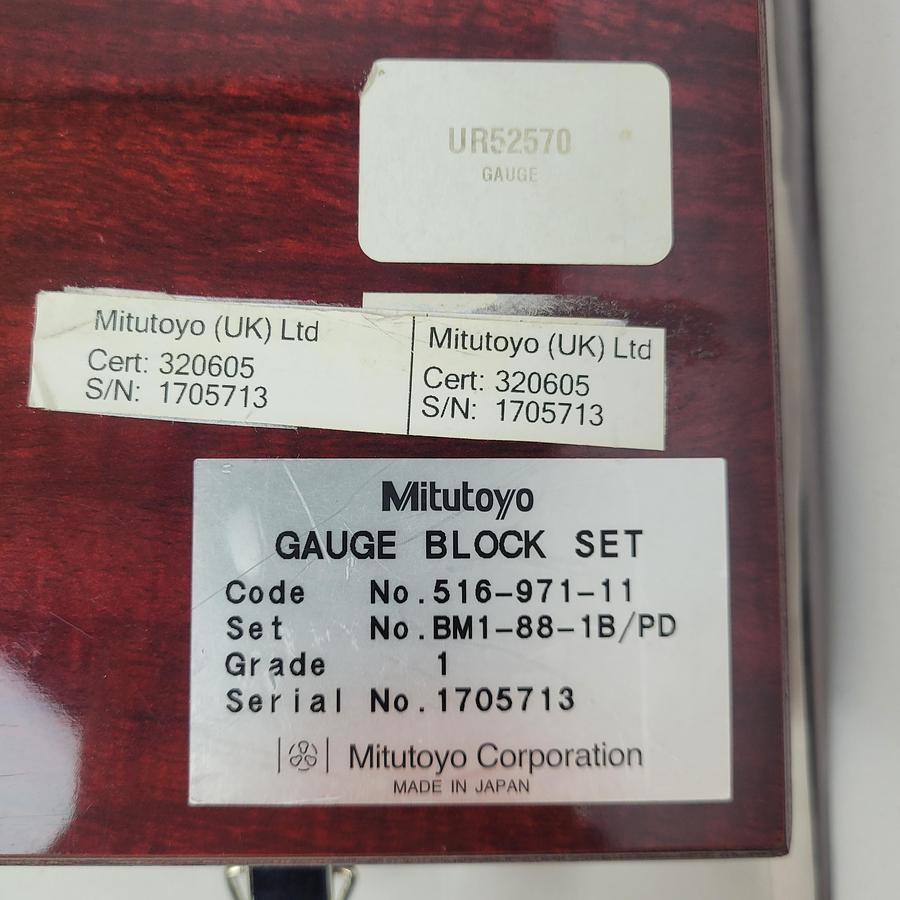 UR52570
GAUGE
Mitutoyo (UK) Ltd
Cert: 320605
S/N: 1705713
Mitutoyo (UK) Ltd
Cert: 320605
S/N: 1705713
Mitutoyo
GAUGE BLOCK SET
Code No.516-971-11
Set No.BM1-88-1B/PD
Grade 1
Serial No.1705713
Mitutoyo Corporation
MADE IN JAPAN